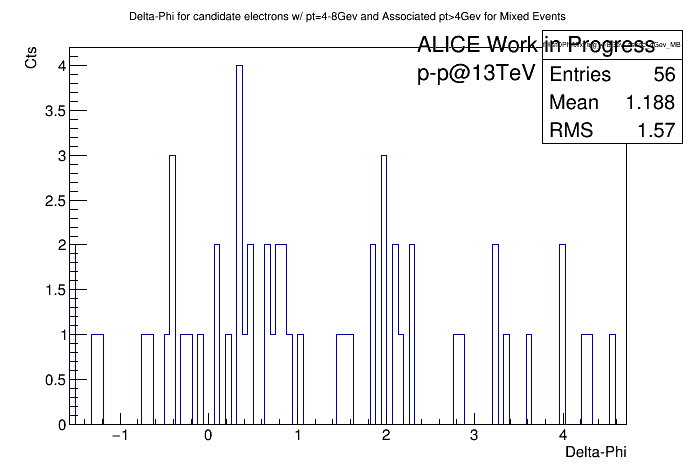 Delta-Phi for candidate electrons w/ pt=4-8Gev and Associated pt>4Gev for Mixed Events
Cts
ALICE Work in Progress
p-p@13TeV
Entries 56
Mean 1.188
RMS 1.57
4
3.5
3
2.5
2
1.5
1
0.5
0
−1 0 1 2 3 4
Delta-Phi